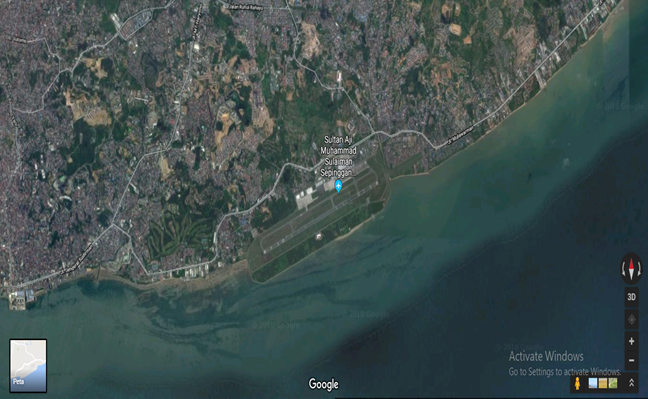 Sultan Aji
Muhammad
Sulaiman
Sepinggan...
3D
Activate Windows
Go to Settings to activate Windows.
Peta
Google